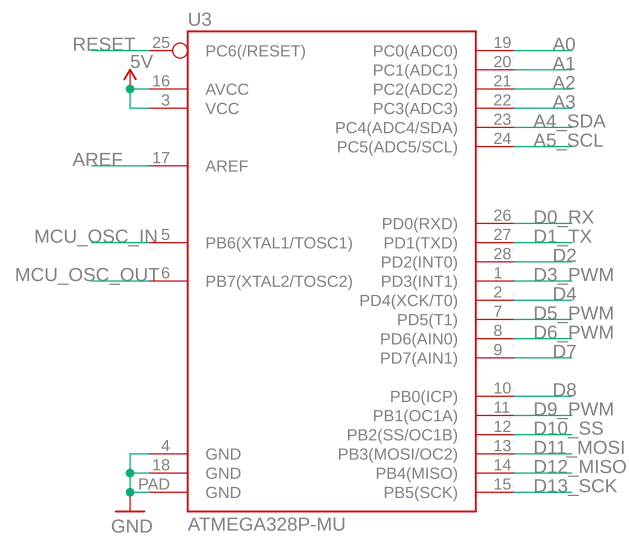 U3
RESET 25 PC6(/RESET) PC0(ADC0) 19 A0
5V PC1(ADC1) 20 A1
16 AVCC PC2(ADC2) 21 A2
3 VCC PC3(ADC3) 22 A3
PC4(ADC4/SDA) 23 A4_SDA
PC5(ADC5/SCL) 24 A5_SCL
AREF 17 AREF
PD0(RXD) 26 D0_RX
MCU_OSC_IN 5 PB6(XTAL1/TOSC1) PD1(TXD) 27 D1_TX
PD2(INT0) 28 D2
MCU_OSC_OUT 6 PB7(XTAL2/TOSC2) PD3(INT1) 1 D3_PWM
PD4(XCK/T0) 2 D4
PD5(T1) 7 D5_PWM
PD6(AIN0) 8 D6_PWM
PD7(AIN1) 9 D7
PB0(ICP) 10 D8
PB1(OC1A) 11 D9_PWM
PB2(SS/OC1B) 12 D10_SS
4 GND PB3(MOSI/OC2) 13 D11_MOSI
18 GND PB4(MISO) 14 D12_MISO
PAD GND PB5(SCK) 15 D13_SCK
GND ATMEGA328P-MU